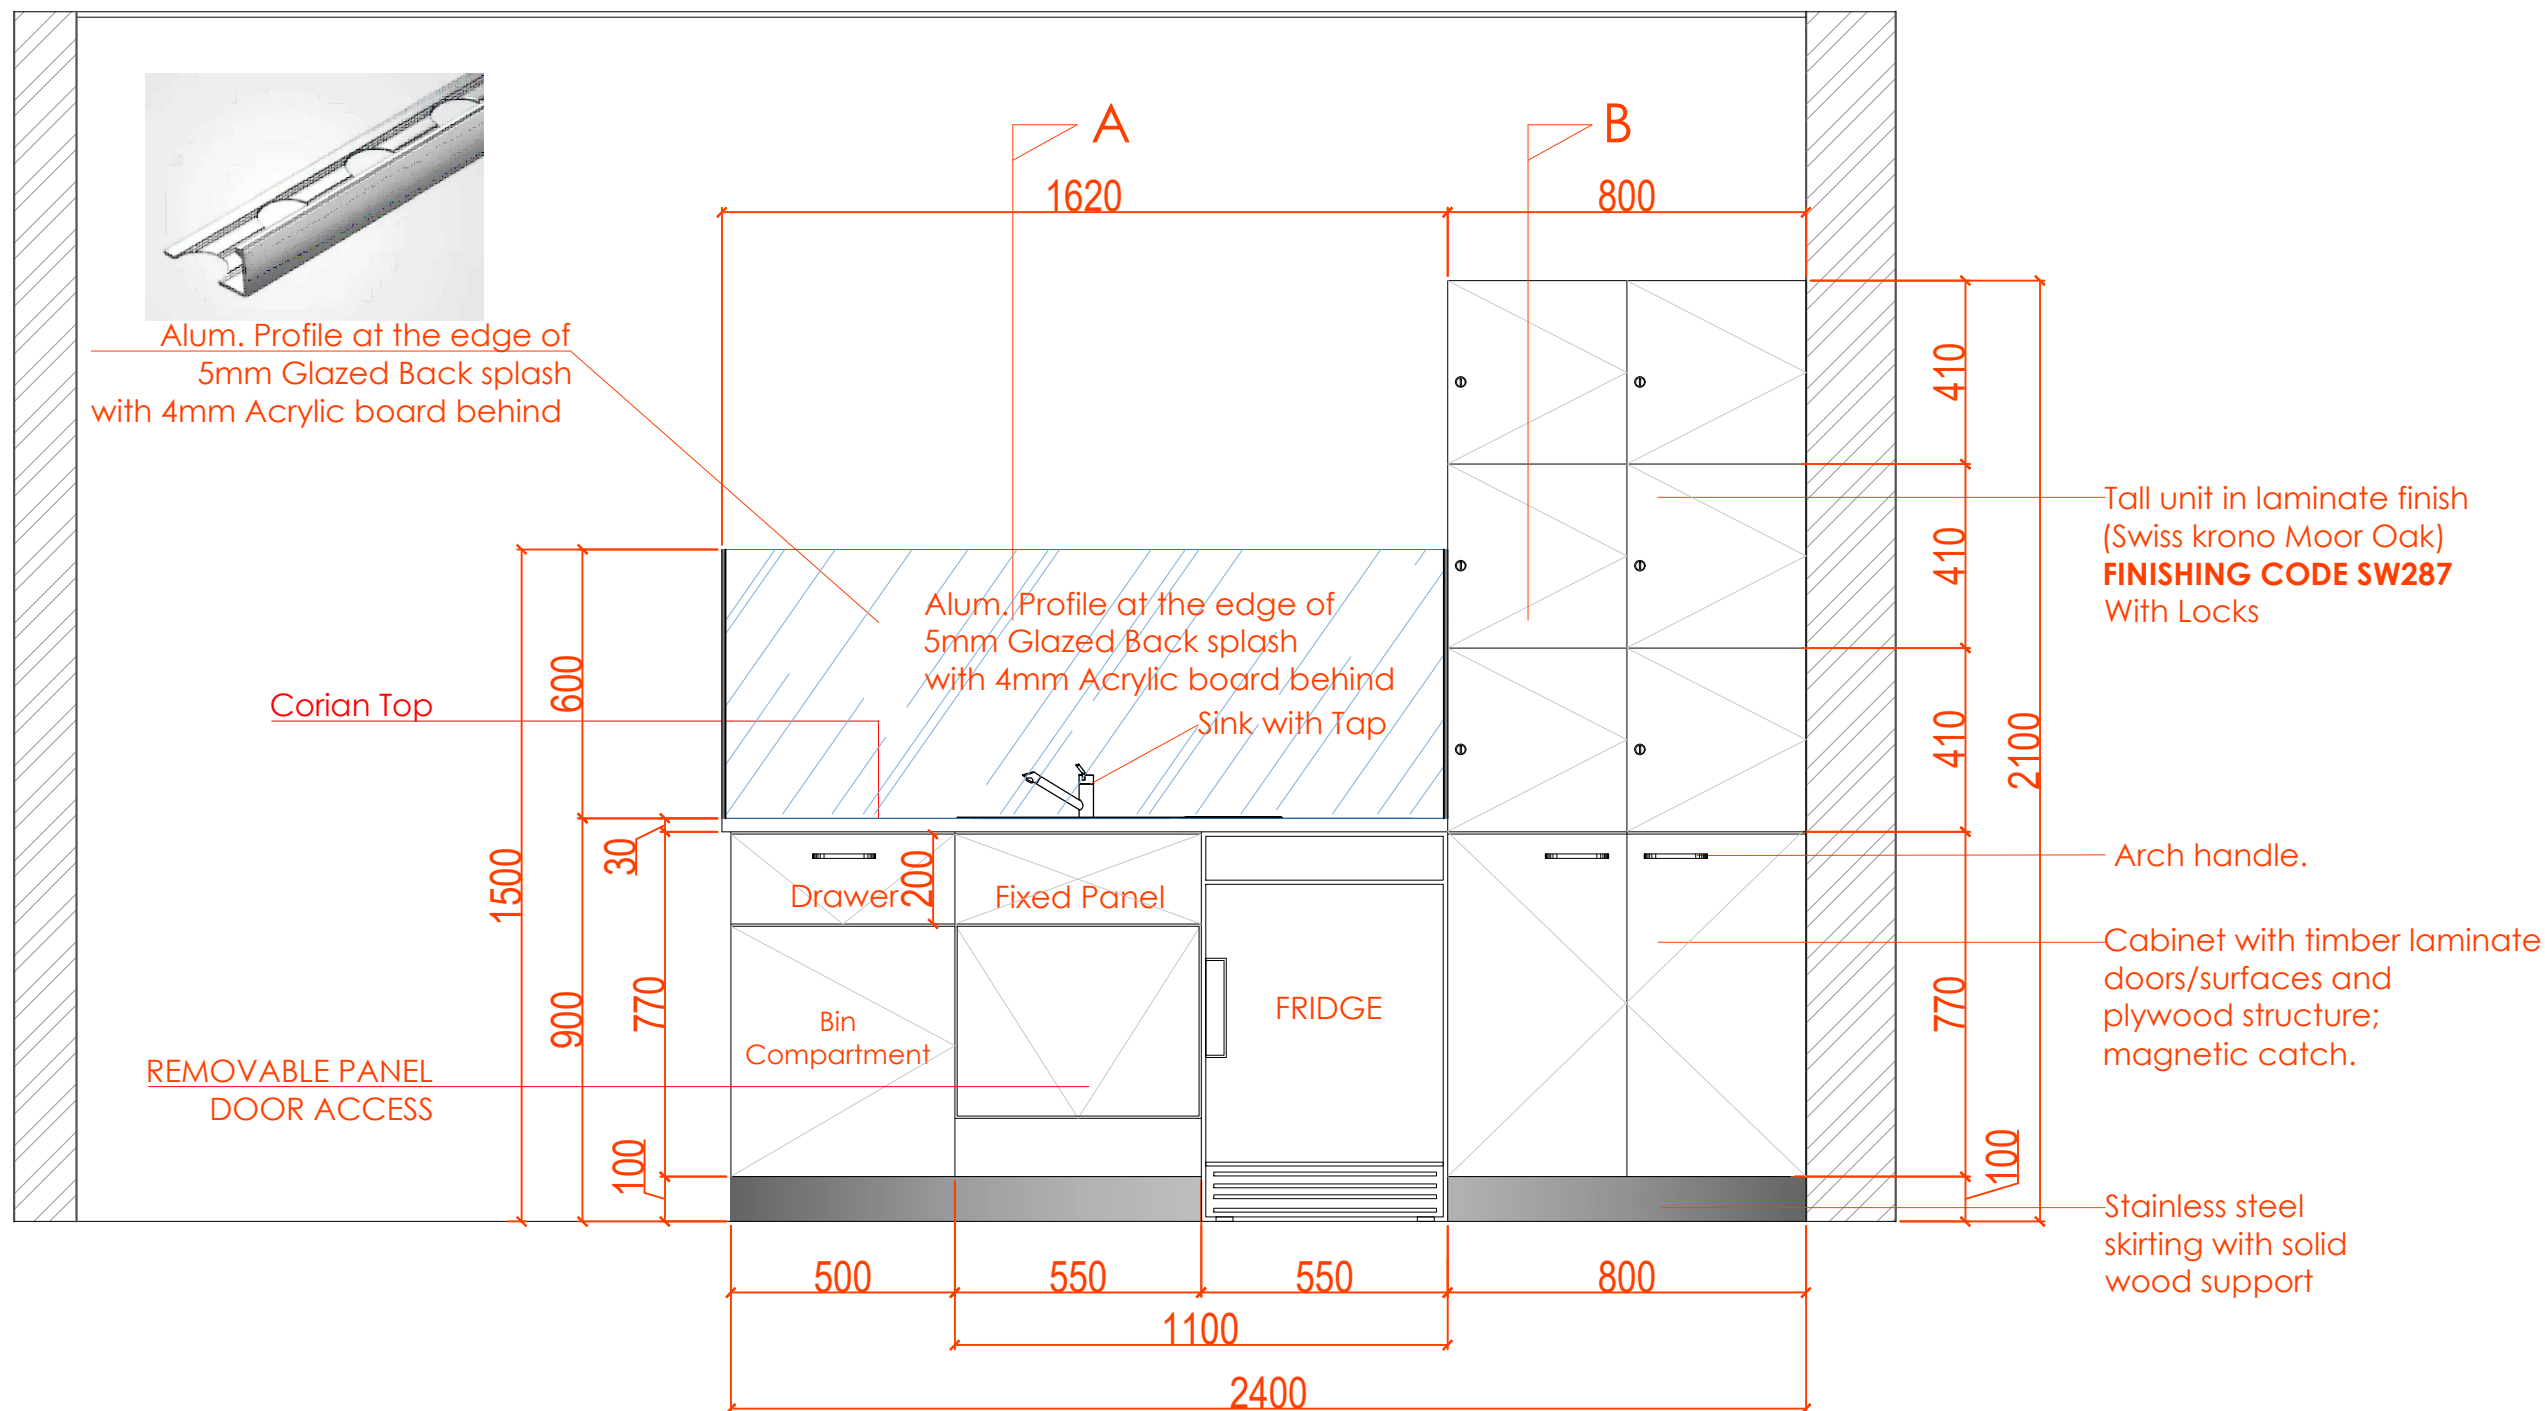 A
B
1620
800
Alum. Profile at the edge of
5mm Glazed Back splash
with 4mm Acrylic board behind
410
410
410
2100
Tall unit in laminate finish
(Swiss krono Moor Oak)
FINISHING CODE SW287
With Locks
Alum. Profile at the edge of
5mm Glazed Back splash
with 4mm Acrylic board behind
Sink with Tap
Corian Top
600
1500
30
900
770
100
200
Drawer
Fixed Panel
Bin
Compartment
FRIDGE
REMOVABLE PANEL
DOOR ACCESS
Arch handle.
Cabinet with timber laminate
doors/surfaces and
plywood structure;
magnetic catch.
770
100
Stainless steel
skirting with solid
wood support
500
550
550
800
1100
2400